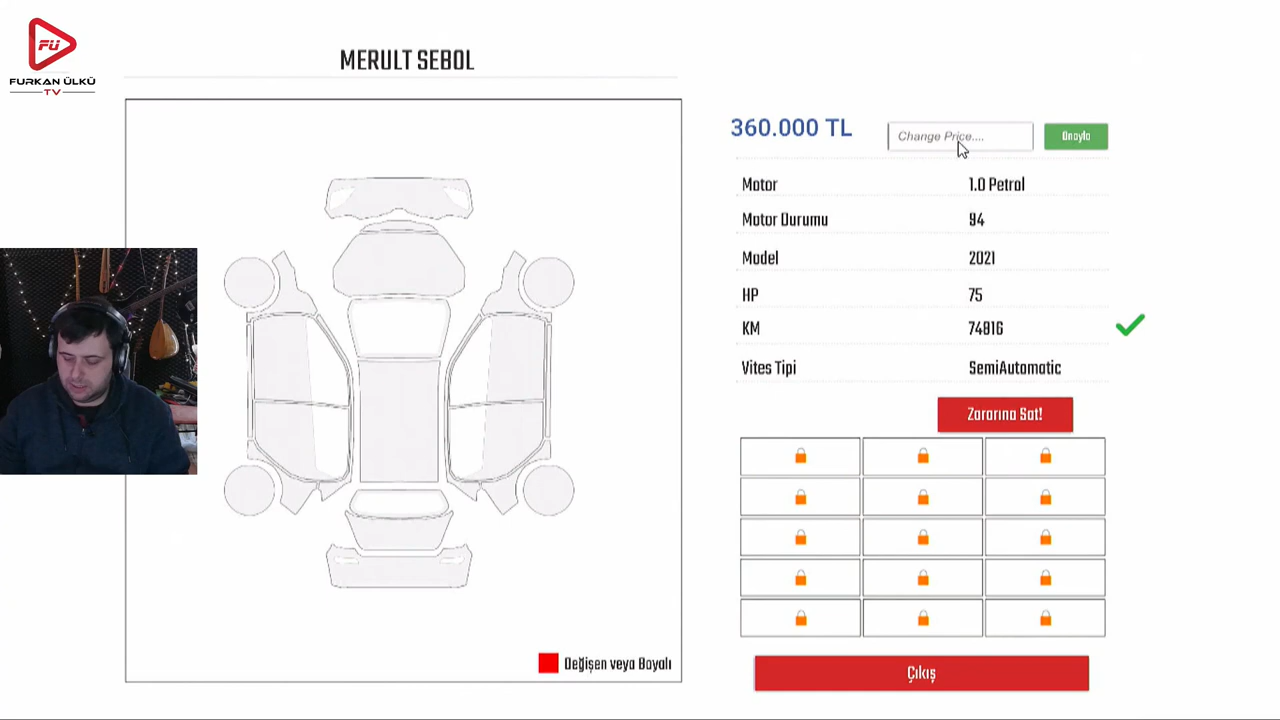 FU
FURKAN ÜLKÜ
TV
MERULT SEBOL
360.000 TL
Change Price....
Onayla
Motor 1.0 Petrol
Motor Durumu 94
Model 2021
HP 75
KM 74816
Vites Tipi SemiAutomatic
Zararına Sat!
Değişen veya Boyalı
Çıkış